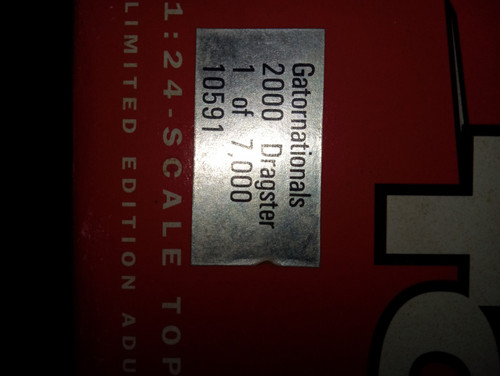 Gatornationals
2000 Dragster
1 of 7,000
10591
1:24-SCALE TOP
LIMITED EDITION ADU